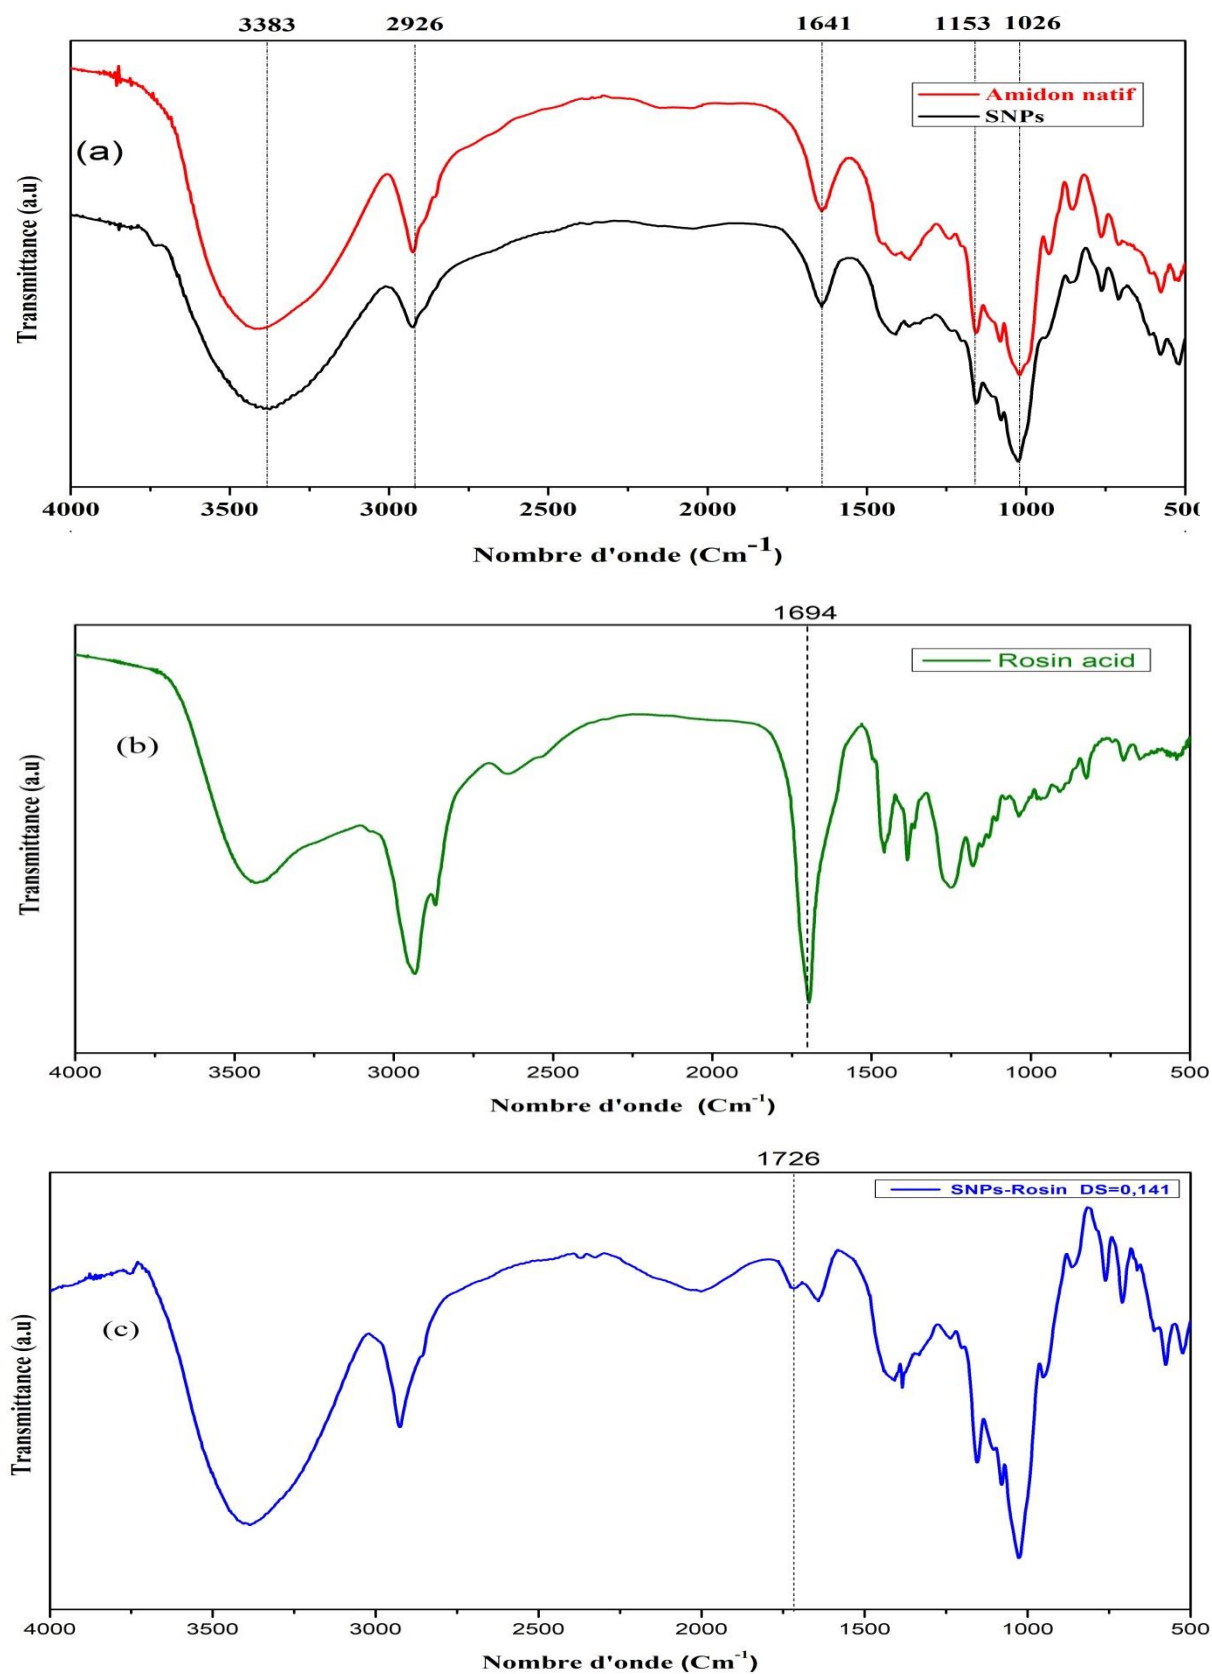 3383 2926 1641 1153 1026
Amidon natif
SNPs
(a)
Transmittance (a.u)
4000 3500 3000 2500 2000 1500 1000 500
Nombre d'onde (Cm⁻¹)
1694
Rosin acid
(b)
Transmittance (a.u)
4000 3500 3000 2500 2000 1500 1000 500
Nombre d'onde (Cm⁻¹)
1726
SNPs-Rosin DS=0,141
(c)
Transmittance (a.u)
4000 3500 3000 2500 2000 1500 1000 500
Nombre d'onde (Cm⁻¹)